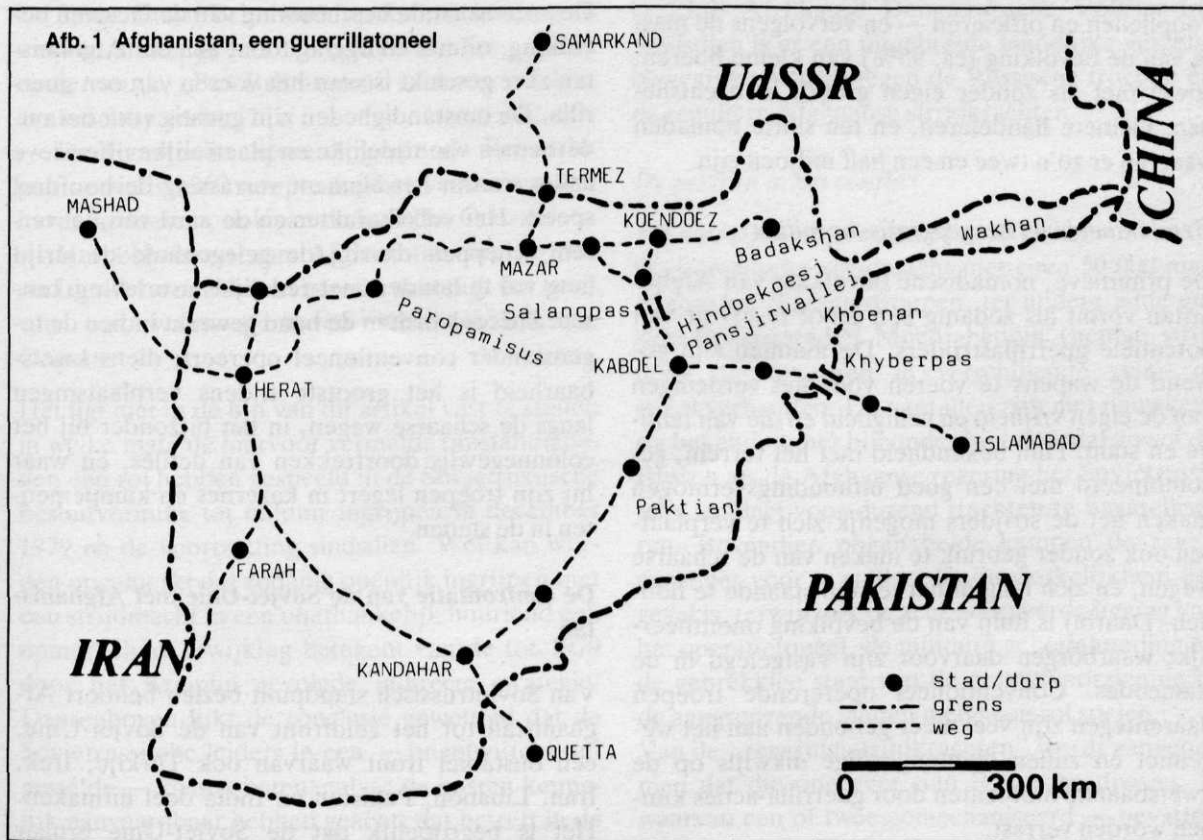 Afb. 1 Afghanistan, een guerrillatoneel
SAMARKAND
UdSSR
CHINA
TERMEZ
MASHAD
KOENDOEZ
Badakshan
Wakhan
MAZAR
Hindoekoesj
Pansjirvallei
Salangpas
Paropamisus
Khoenan
KABOEL
Khyberp.
HERAT
ISLAMABAD
Paktian
FARAH
PAKISTAN
IRAN
KANDAHAR
stad/dorp
grens
weg
QUETTA
0 300 km